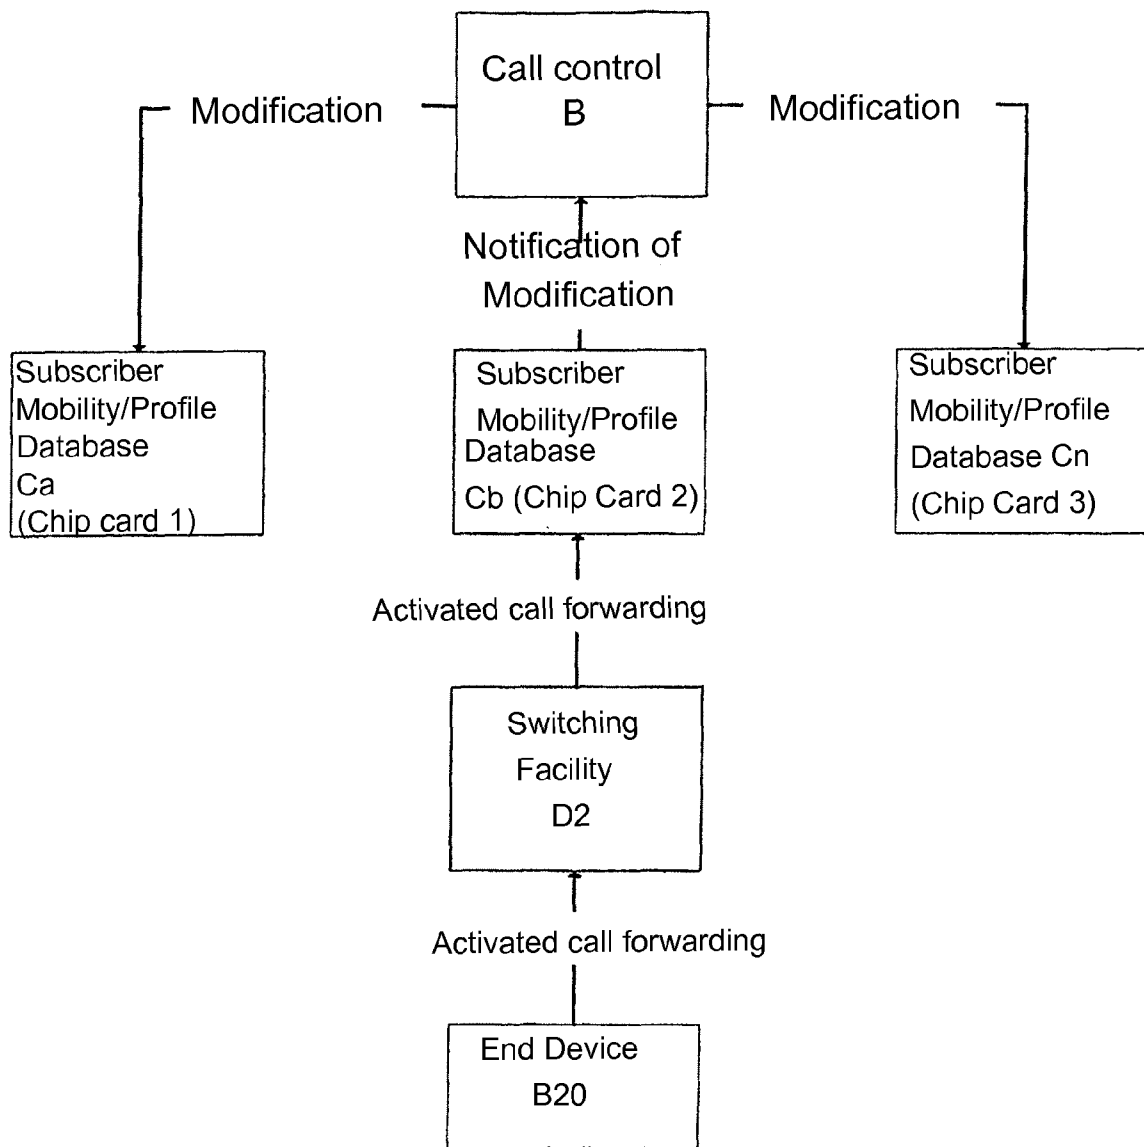 Call control
B
Modification
Modification
Notification of
Modification
Subscriber
Mobility/Profile
Database
Ca
(Chip card 1)
Subscriber
Mobility/Profile
Database
Cb (Chip Card 2)
Subscriber
Mobility/Profile
Database Cn
(Chip Card 3)
Activated call forwarding
Switching
Facility
D2
Activated call forwarding
End Device
B20